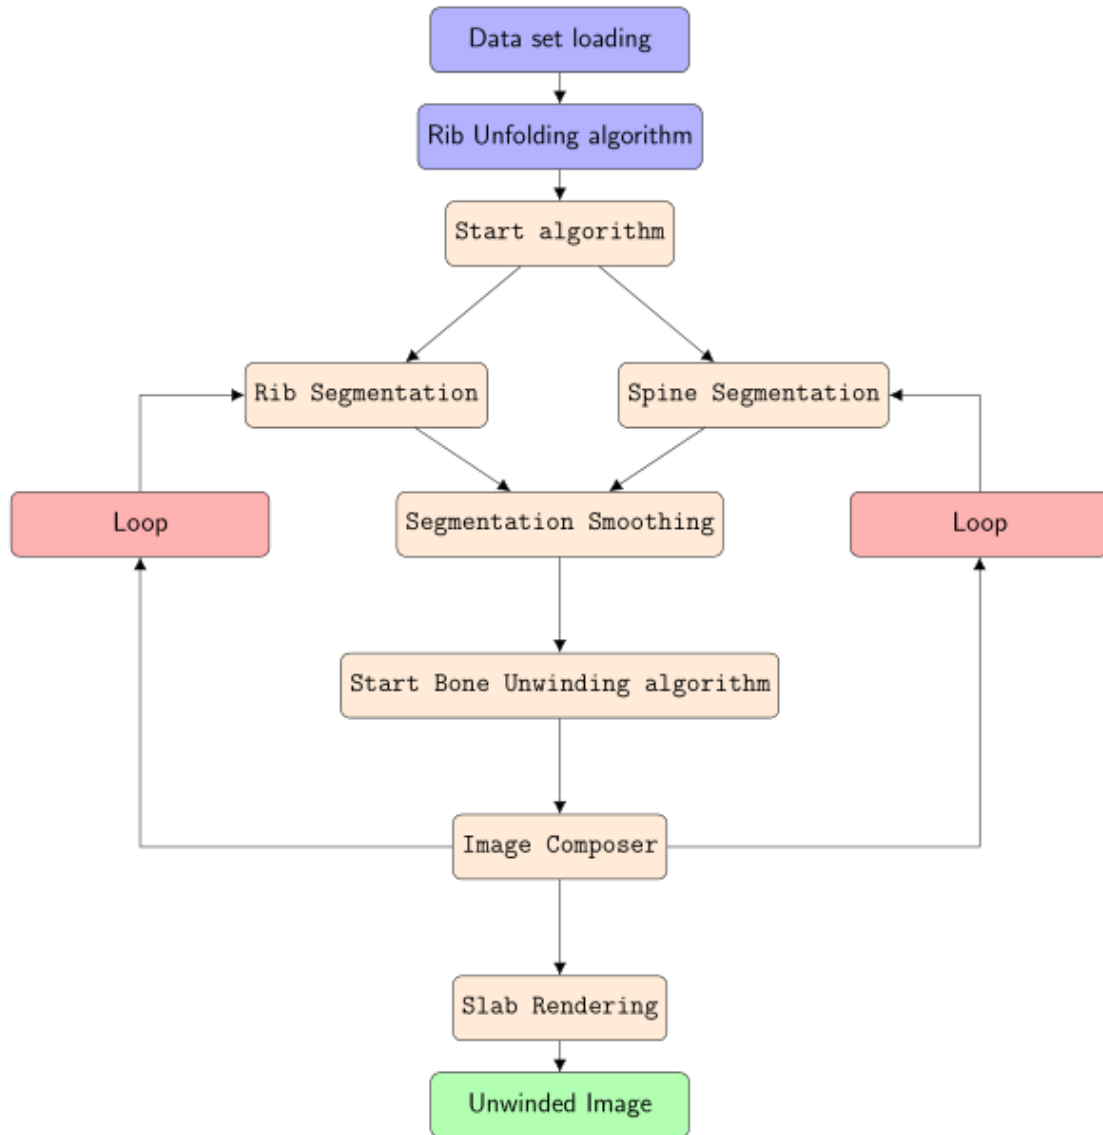 Data set loading
Rib Unfolding algorithm
Start algorithm
Rib Segmentation
Spine Segmentation
Loop
Segmentation Smoothing
Loop
Start Bone Unwinding algorithm
Image Composer
Slab Rendering
Unwinded Image